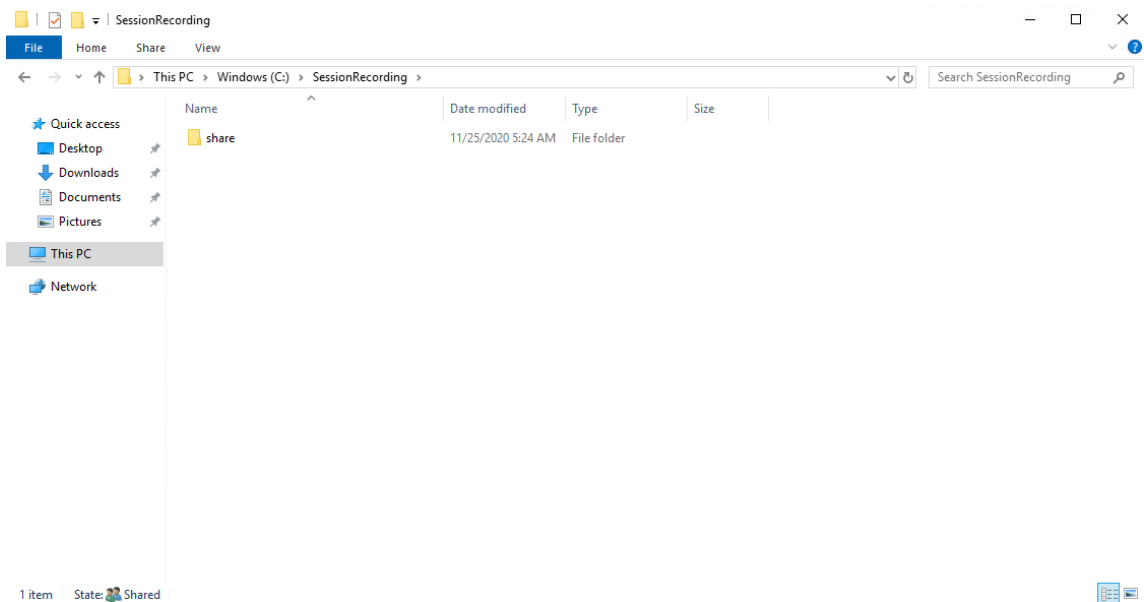 SessionRecording
File Home Share View
This PC > Windows (C:) > SessionRecording >
Search SessionRecording
Name Date modified Type Size
share 11/25/2020 5:24 AM File folder
Quick access
Desktop
Downloads
Documents
Pictures
This PC
Network
1 item State: Shared